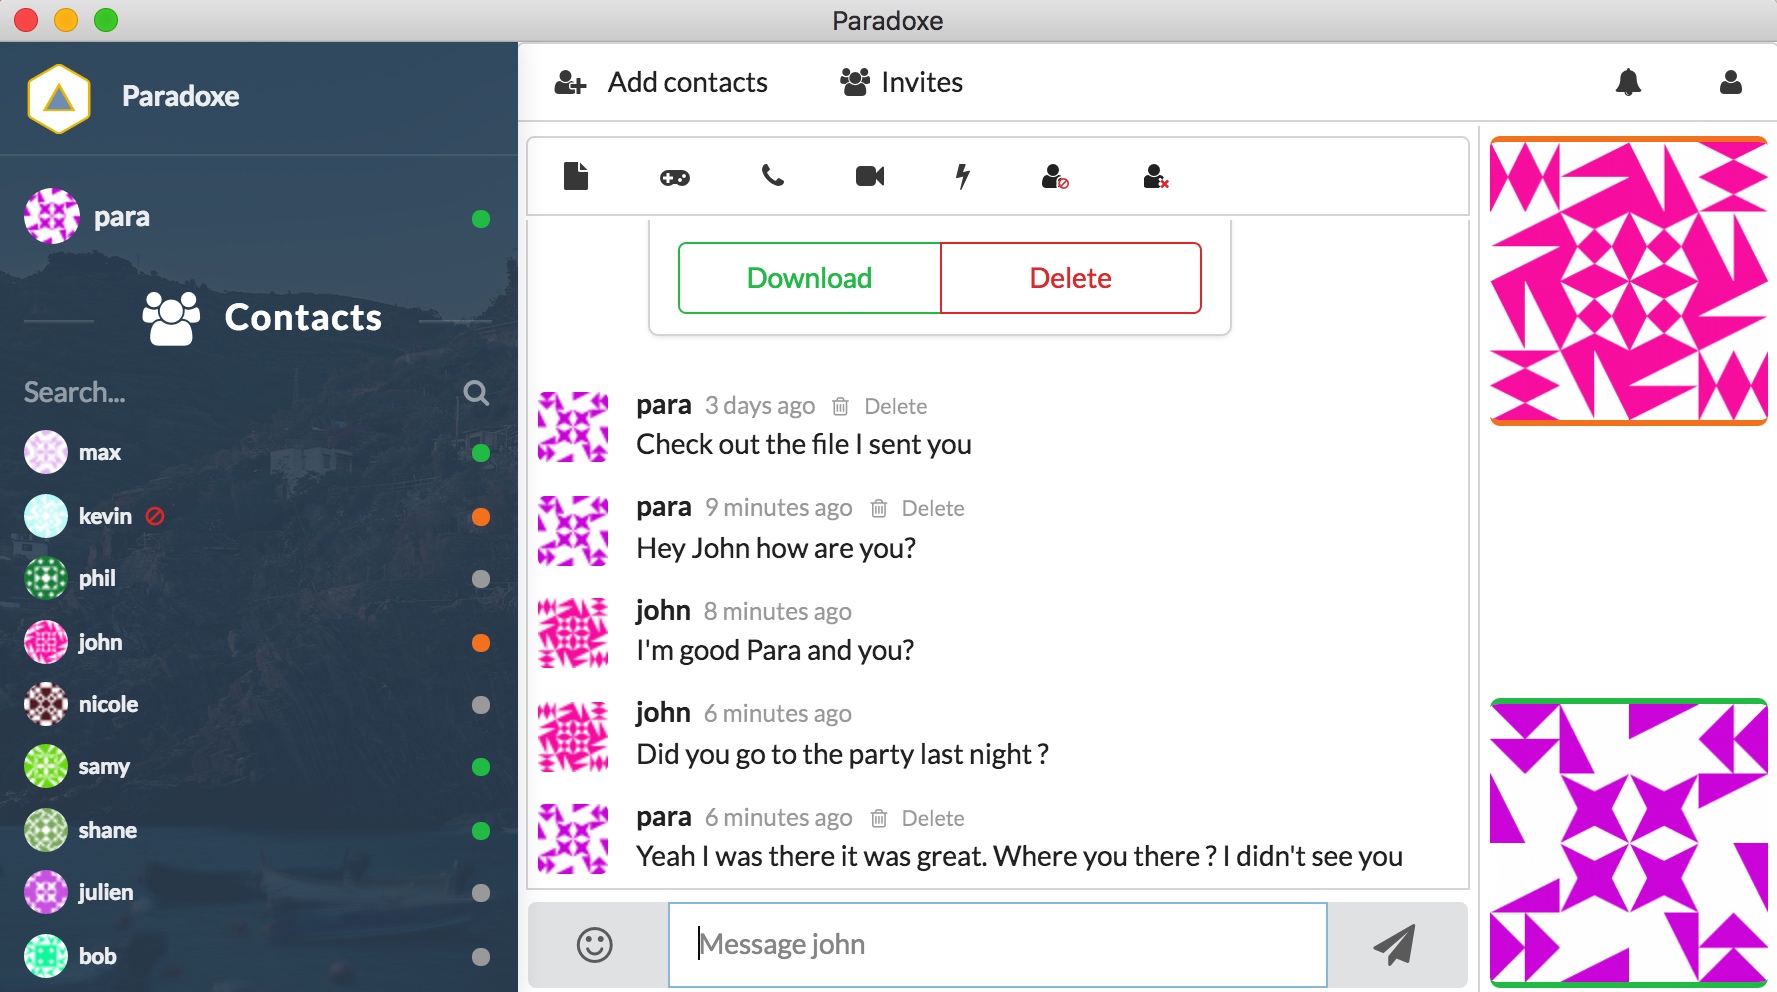 Paradoxe
Paradoxe
para
Contacts
Search...
max
kevin
phil
john
nicole
samy
shane
julien
bob
Add contacts
Invites
Download
Delete
para 3 days ago Delete
Check out the file I sent you
para 9 minutes ago Delete
Hey John how are you?
john 8 minutes ago
I'm good Para and you?
john 6 minutes ago
Did you go to the party last night ?
para 6 minutes ago Delete
Yeah I was there it was great. Where you there ? I didn't see you
Message john